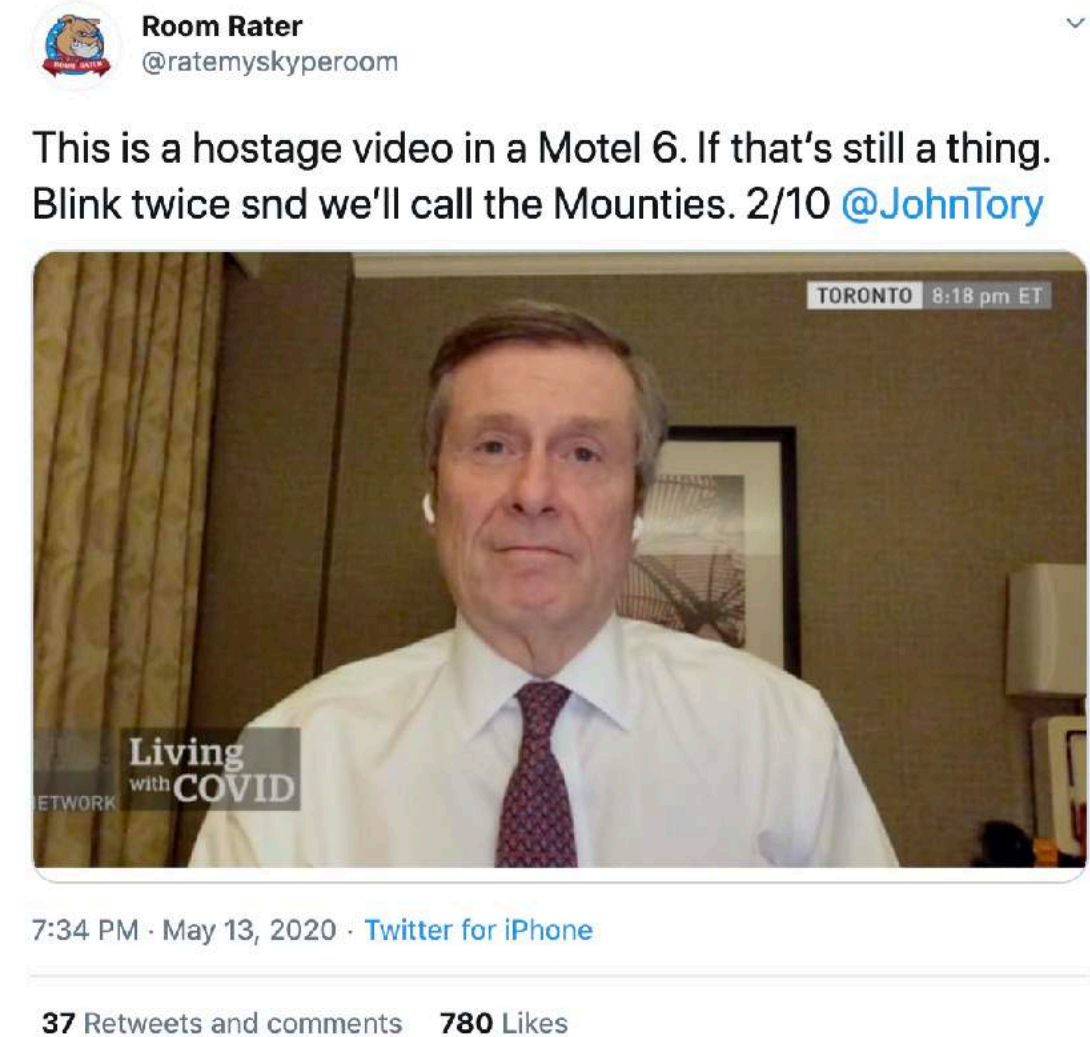 Room Rater
@ratemyskyperoom
ROOM RATER
This is a hostage video in a Motel 6. If that's still a thing.
Blink twice snd we'll call the Mounties. 2/10 @JohnTory
TORONTO 8:18 pm ET
Living
with COVID
ETWORK
7:34 PM · May 13, 2020 · Twitter for iPhone
37 Retweets and comments 780 Likes